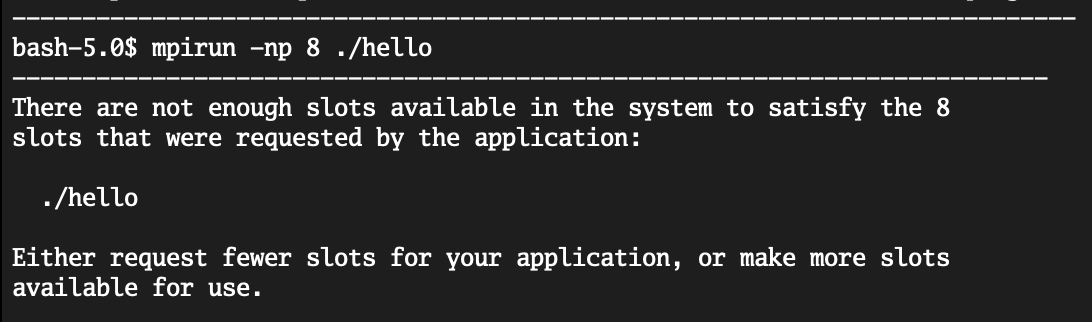 --------------------------------------------------------------------------
bash-5.0$ mpirun -np 8 ./hello
--------------------------------------------------------------------------
There are not enough slots available in the system to satisfy the 8
slots that were requested by the application:
./hello
Either request fewer slots for your application, or make more slots
available for use.